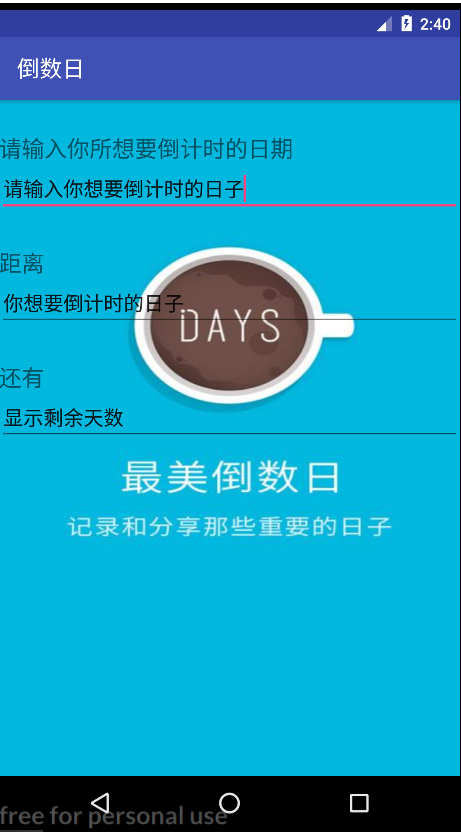 2:40
倒数日
请输入你所想要倒计时的日期
请输入你想要倒计时的日子
距离
你想要倒计时的日子
DAYS
还有
显示剩余天数
最美倒数日
记录和分享那些重要的日子
free for personal use